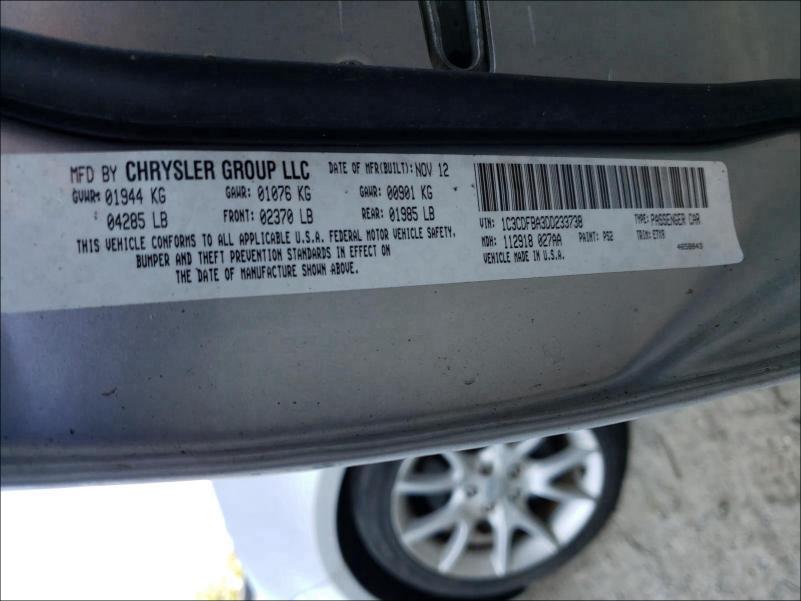 MFD BY CHRYSLER GROUP LLC DATE OF MFR(BUILT): NOV 12
GVWR: 01944 KG GAWR: 01076 KG GAWR: 00901 KG
04285 LB FRONT: 02370 LB REAR: 01985 LB
THIS VEHICLE CONFORMS TO ALL APPLICABLE U.S.A. FEDERAL MOTOR VEHICLE SAFETY,
BUMPER AND THEFT PREVENTION STANDARDS IN EFFECT ON
THE DATE OF MANUFACTURE SHOWN ABOVE.
VIN: 1C3CDFBA3DD233738 TYPE: PASSENGER CAR
MDH: 112918 027AA PAINT: PS2 TRIM: E7X9
VEHICLE MADE IN U.S.A.